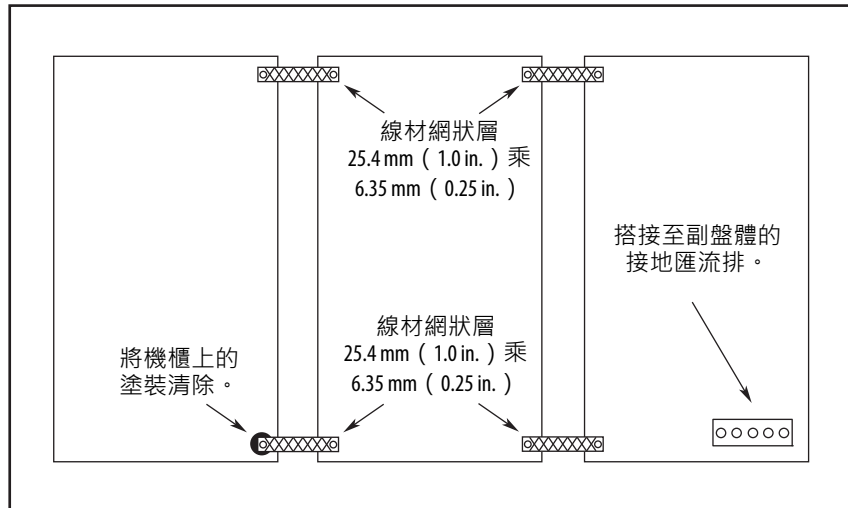 線材網狀層
25.4 mm（1.0 in.）乘
6.35 mm（0.25 in.）
搭接至副盤體的
接地匯流排。
線材網狀層
25.4 mm（1.0 in.）乘
6.35 mm（0.25 in.）
將機櫃上的
塗裝清除。